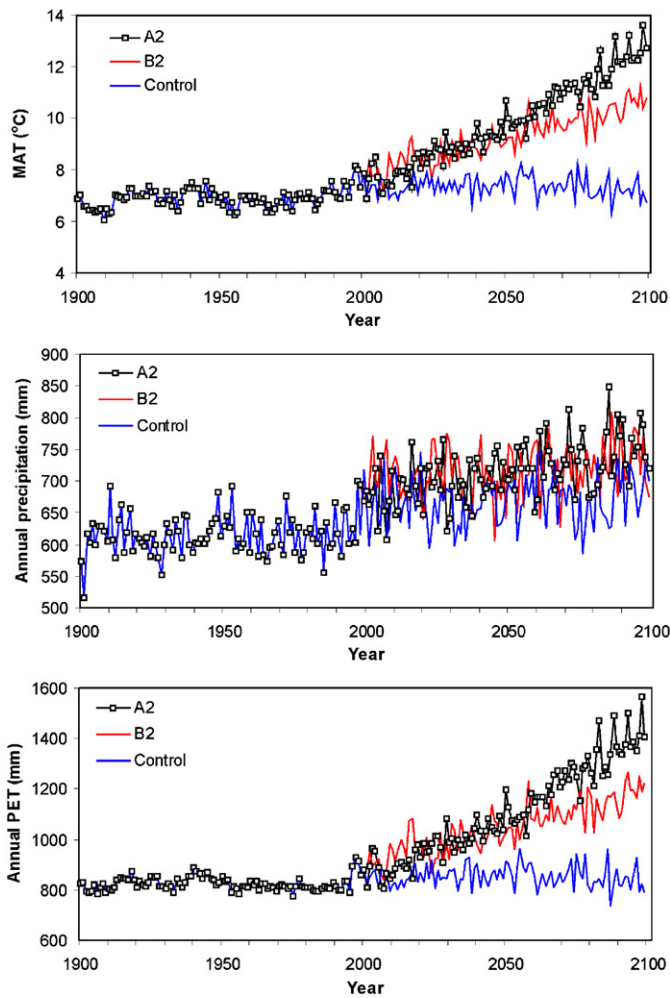 14
12
10
8
6
4
MAT (°C)
A2
B2
Control
1900
1950
2000
2050
2100
Year
900
850
800
750
700
650
600
550
500
Annual precipitation (mm)
A2
B2
Control
1900
1950
2000
2050
2100
Year
1600
1400
1200
1000
800
600
Annual PET (mm)
A2
B2
Control
1900
1950
2000
2050
2100
Year